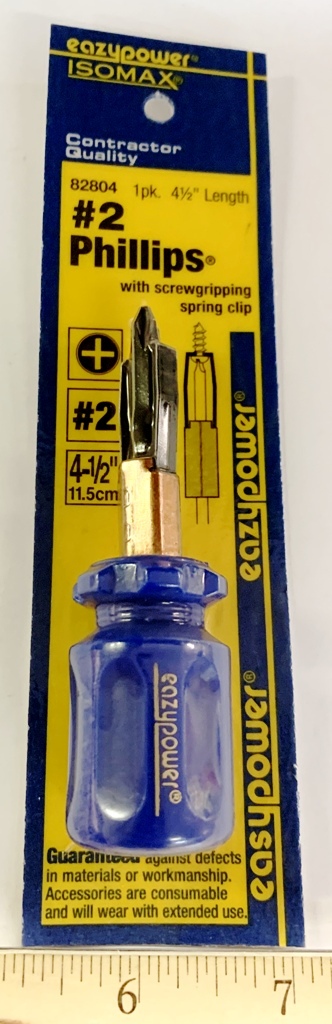 eazypower®
ISOMAX®
Contractor
Quality
82804 1pk. 4½" Length
#2
Phillips®
with screwgripping
spring clip
#2
4-1/2"
11.5cm
eazypower®
eazypower®
easypower®
Guaranteed against defects
in materials or workmanship.
Accessories are consumable
and will wear with extended use.
6 7